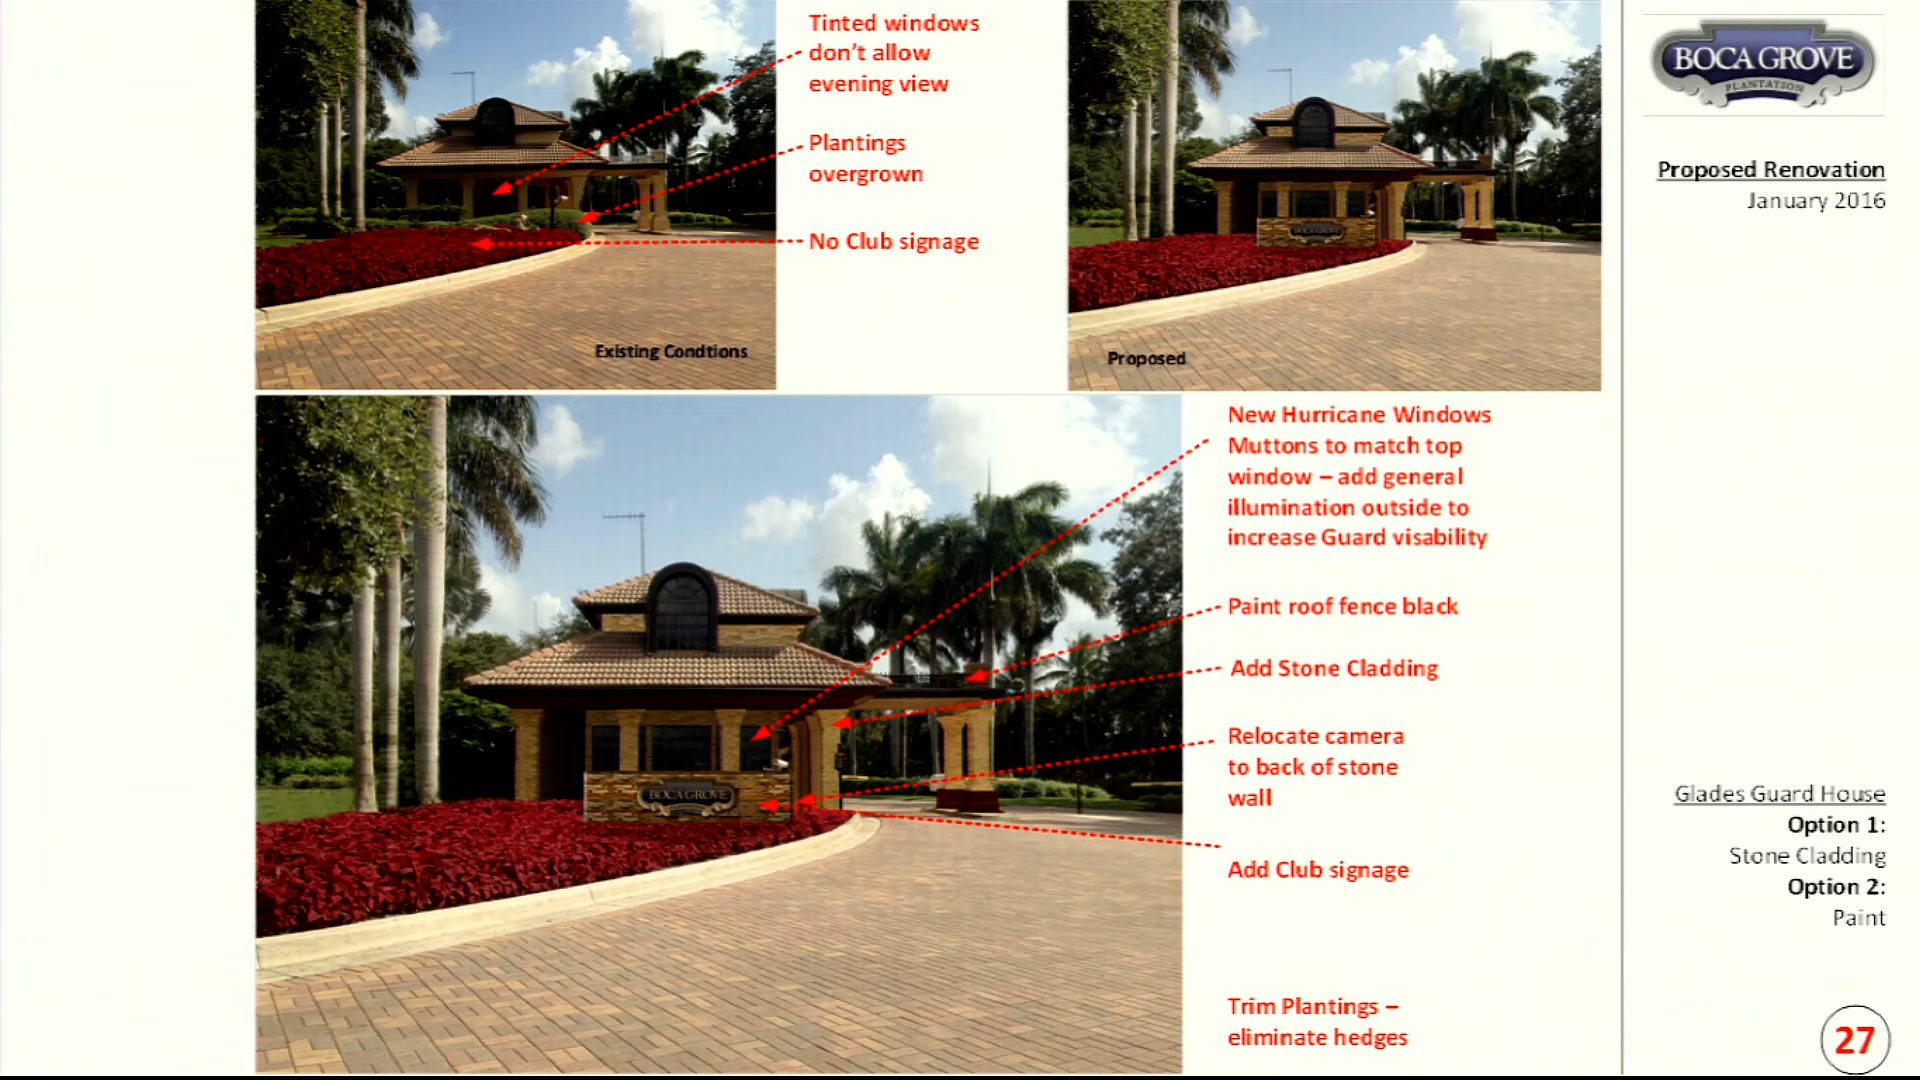 Tinted windows
don't allow
evening view
Plantings
overgrown
No Club signage
Existing Condtions
Proposed
BOCA GROVE
PLANTATION
Proposed Renovation
January 2016
New Hurricane Windows
Muttons to match top
window – add general
illumination outside to
increase Guard visability
Paint roof fence black
Add Stone Cladding
Relocate camera
to back of stone
wall
BOCA GROVE
Add Club signage
Trim Plantings –
eliminate hedges
BOCA GROVE
Glades Guard House
Option 1:
Stone Cladding
Option 2:
Paint
27